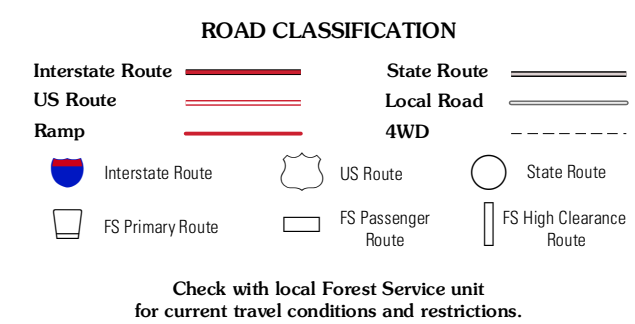 ROAD CLASSIFICATION
Interstate Route
State Route
US Route
Local Road
Ramp
4WD
Interstate Route
US Route
State Route
FS Primary Route
FS Passenger
Route
FS High Clearance
Route
Check with local Forest Service unit
for current travel conditions and restrictions.